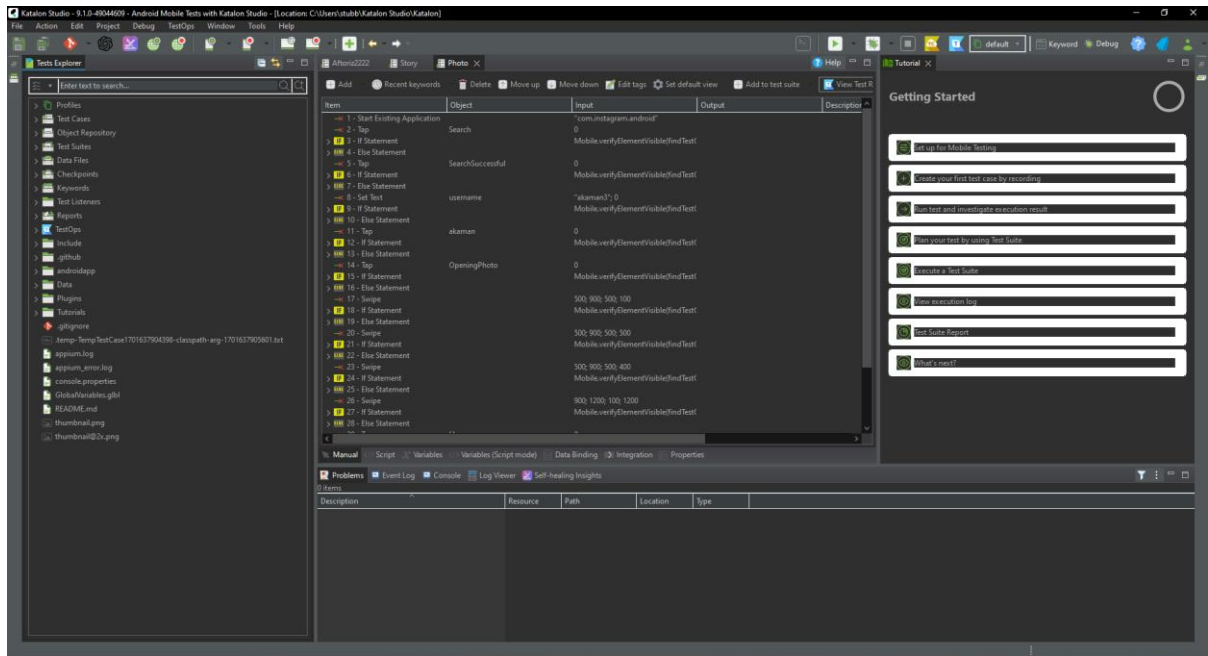 Katalon Studio - 9.1.0-49044609 - Android Mobile Tests with Katalon Studio - [Location: C:\Users\stubb\Katalon Studio\Katalon]
File Action Edit Project Debug TestOps Window Tools Help
default Keyword Debug
Tests Explorer
Enter text to search...
Profiles
Test Cases
Object Repository
Test Suites
Data Files
Checkpoints
Keywords
Test Listeners
Reports
TestOps
Include
.github
androidapp
Data
Plugins
Tutorials
.gitignore
.temp-TempTestCase1701637904398-classpath-arg-1701637905601.txt
appium.log
appium_error.log
console.properties
GlobalVariables.glbl
README.md
thumbnail.png
thumbnail@2x.png
Aftoriz2222 Story Photo Help
Add Recent keywords Delete Move up Move down Edit tags Set default view Add to test suite View Test R
Item Object Input Output Description
1 - Start Existing Application "com.instagram.android"
2 - Tap Search 0
3 - If Statement Mobile.verifyElementVisible(findTestC
4 - Else Statement
5 - Tap SearchSuccessful 0
6 - If Statement Mobile.verifyElementVisible(findTestC
7 - Else Statement
8 - Set Text username "akaman3"; 0
9 - If Statement Mobile.verifyElementVisible(findTestC
10 - Else Statement
11 - Tap akaman 0
12 - If Statement Mobile.verifyElementVisible(findTestC
13 - Else Statement
14 - Tap OpeningPhoto 0
15 - If Statement Mobile.verifyElementVisible(findTestC
16 - Else Statement
17 - Swipe 500; 900; 500; 100
18 - If Statement Mobile.verifyElementVisible(findTestC
19 - Else Statement
20 - Swipe 500; 900; 500; 500
21 - If Statement Mobile.verifyElementVisible(findTestC
22 - Else Statement
23 - Swipe 500; 900; 500; 400
24 - If Statement Mobile.verifyElementVisible(findTestC
25 - Else Statement
26 - Swipe 900; 1200; 100; 1200
27 - If Statement Mobile.verifyElementVisible(findTestC
28 - Else Statement
Manual Script Variables Variables (Script mode) Data Binding Integration Properties
Tutorial
Getting Started
Set up for Mobile Testing
Create your first test case by recording
Run test and investigate execution result
Plan your test by using Test Suite
Execute a Test Suite
View execution log
Test Suite Report
What's next?
Problems Event Log Console Log Viewer Self-healing Insights
0 items
Description Resource Path Location Type